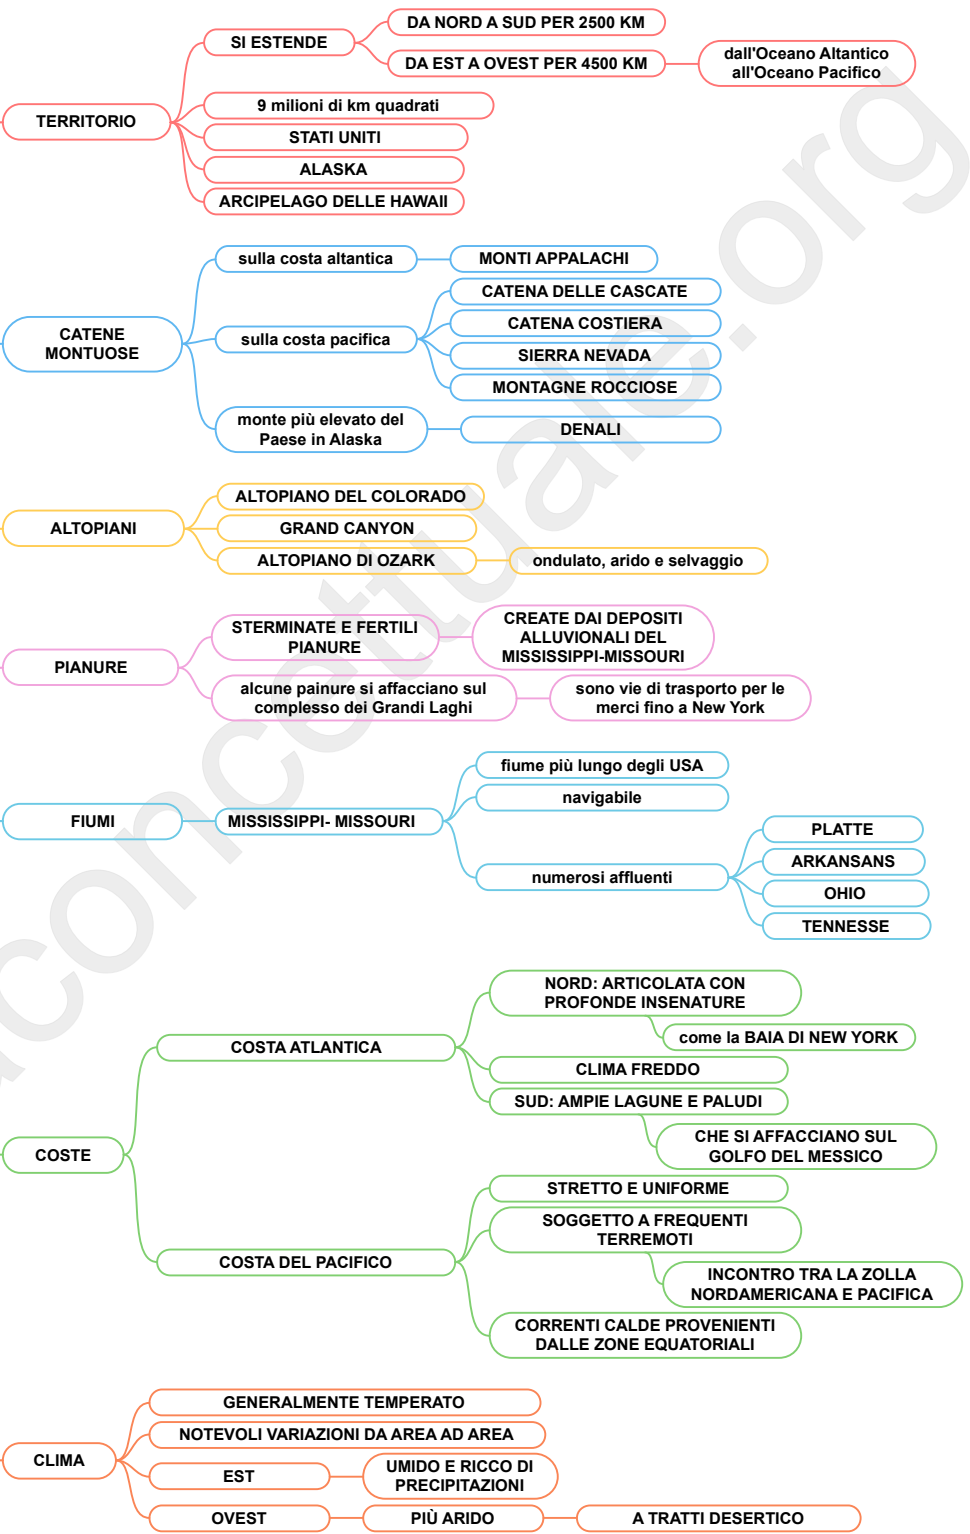 TERRITORIO
SI ESTENDE
DA NORD A SUD PER 2500 KM
DA EST A OVEST PER 4500 KM
dall'Oceano Altantico
all'Oceano Pacifico
9 milioni di km quadrati
STATI UNITI
ALASKA
ARCIPELAGO DELLE HAWAII
CATENE
MONTUOSE
sulla costa altantica
MONTI APPALACHI
sulla costa pacifica
CATENA DELLE CASCATE
CATENA COSTIERA
SIERRA NEVADA
MONTAGNE ROCCIOSE
monte più elevato del
Paese in Alaska
DENALI
ALTOPIANI
ALTOPIANO DEL COLORADO
GRAND CANYON
ALTOPIANO DI OZARK
ondulato, arido e selvaggio
PIANURE
STERMINATE E FERTILI
PIANURE
CREATE DAI DEPOSITI
ALLUVIONALI DEL
MISSISSIPPI-MISSOURI
alcune painure si affacciano sul
complesso dei Grandi Laghi
sono vie di trasporto per le
merci fino a New York
FIUMI
MISSISSIPPI- MISSOURI
fiume più lungo degli USA
navigabile
numerosi affluenti
PLATTE
ARKANSANS
OHIO
TENNESSE
COSTE
COSTA ATLANTICA
NORD: ARTICOLATA CON
PROFONDE INSENATURE
come la BAIA DI NEW YORK
CLIMA FREDDO
SUD: AMPIE LAGUNE E PALUDI
CHE SI AFFACCIANO SUL
GOLFO DEL MESSICO
COSTA DEL PACIFICO
STRETTO E UNIFORME
SOGGETTO A FREQUENTI
TERREMOTI
INCONTRO TRA LA ZOLLA
NORDAMERICANA E PACIFICA
CORRENTI CALDE PROVENIENTI
DALLE ZONE EQUATORIALI
CLIMA
GENERALMENTE TEMPERATO
NOTEVOLI VARIAZIONI DA AREA AD AREA
EST
UMIDO E RICCO DI
PRECIPITAZIONI
OVEST
PIÙ ARIDO
A TRATTI DESERTICO
aconcettuale.org